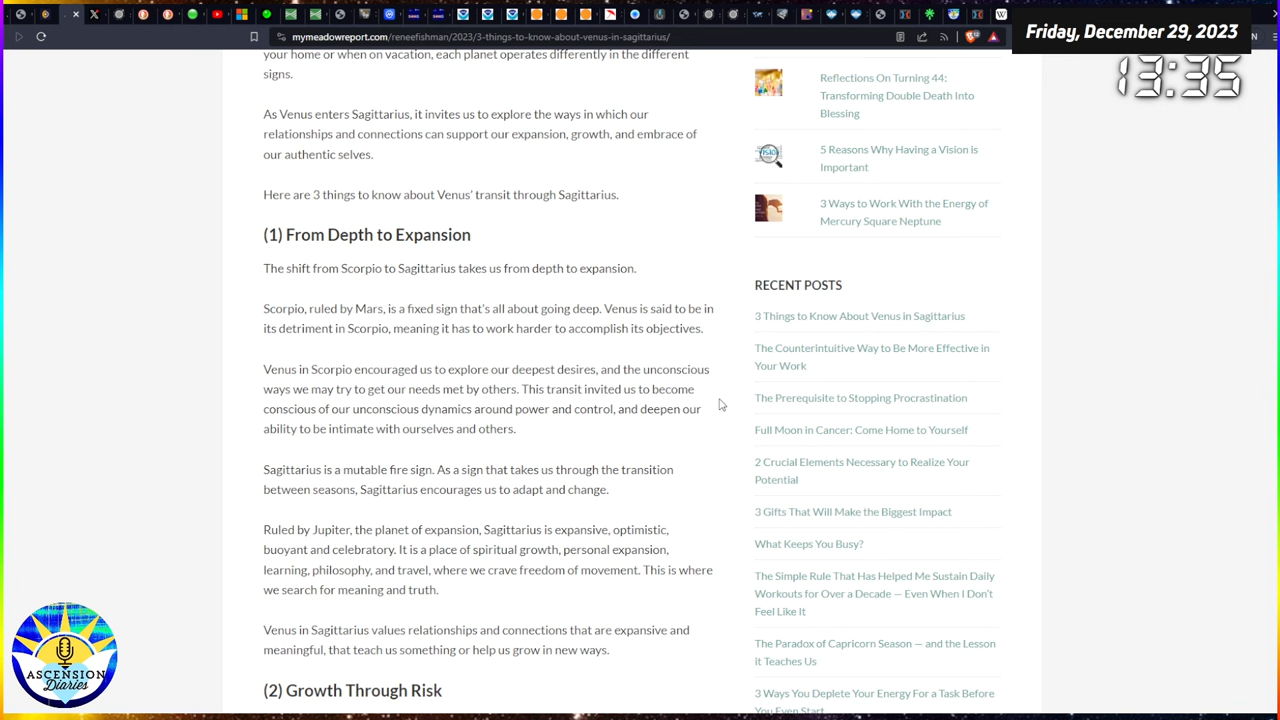 mymeadowreport.com/reneefishman/2023/3-things-to-know-about-venus-in-sagittarius/
Friday, December 29, 2023
13:35
your home or when on vacation, each planet operates differently in the different
signs.
As Venus enters Sagittarius, it invites us to explore the ways in which our
relationships and connections can support our expansion, growth, and embrace of
our authentic selves.
Here are 3 things to know about Venus’ transit through Sagittarius.
(1) From Depth to Expansion
The shift from Scorpio to Sagittarius takes us from depth to expansion.
Scorpio, ruled by Mars, is a fixed sign that’s all about going deep. Venus is said to be in
its detriment in Scorpio, meaning it has to work harder to accomplish its objectives.
Venus in Scorpio encouraged us to explore our deepest desires, and the unconscious
ways we may try to get our needs met by others. This transit invited us to become
conscious of our unconscious dynamics around power and control, and deepen our
ability to be intimate with ourselves and others.
Sagittarius is a mutable fire sign. As a sign that takes us through the transition
between seasons, Sagittarius encourages us to adapt and change.
Ruled by Jupiter, the planet of expansion, Sagittarius is expansive, optimistic,
buoyant and celebratory. It is a place of spiritual growth, personal expansion,
learning, philosophy, and travel, where we crave freedom of movement. This is where
we search for meaning and truth.
Venus in Sagittarius values relationships and connections that are expansive and
meaningful, that teach us something or help us grow in new ways.
(2) Growth Through Risk
Reflections On Turning 44:
Transforming Double Death Into
Blessing
5 Reasons Why Having a Vision is
Important
3 Ways to Work With the Energy of
Mercury Square Neptune
RECENT POSTS
3 Things to Know About Venus in Sagittarius
The Counterintuitive Way to Be More Effective in
Your Work
The Prerequisite to Stopping Procrastination
Full Moon in Cancer: Come Home to Yourself
2 Crucial Elements Necessary to Realize Your
Potential
3 Gifts That Will Make the Biggest Impact
What Keeps You Busy?
The Simple Rule That Has Helped Me Sustain Daily
Workouts for Over a Decade — Even When I Don’t
Feel Like It
The Paradox of Capricorn Season — and the Lesson
it Teaches Us
3 Ways You Deplete Your Energy For a Task Before
You Even Start
ASCENSION
Diaries